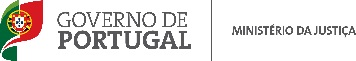 GOVERNO DE
PORTUGAL
MINISTÉRIO DA JUSTIÇA